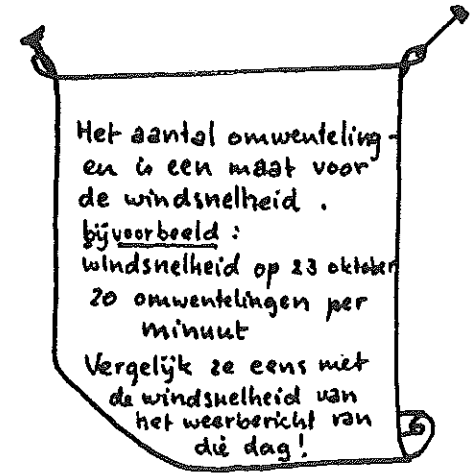 Het aantal omwenteling-
en is een maat voor
de windsnelheid.
bijvoorbeeld:
windsnelheid op 23 oktober
20 omwentelingen per
minuut
Vergelijk ze eens met
de windsnelheid van
het weerbericht van
die dag!